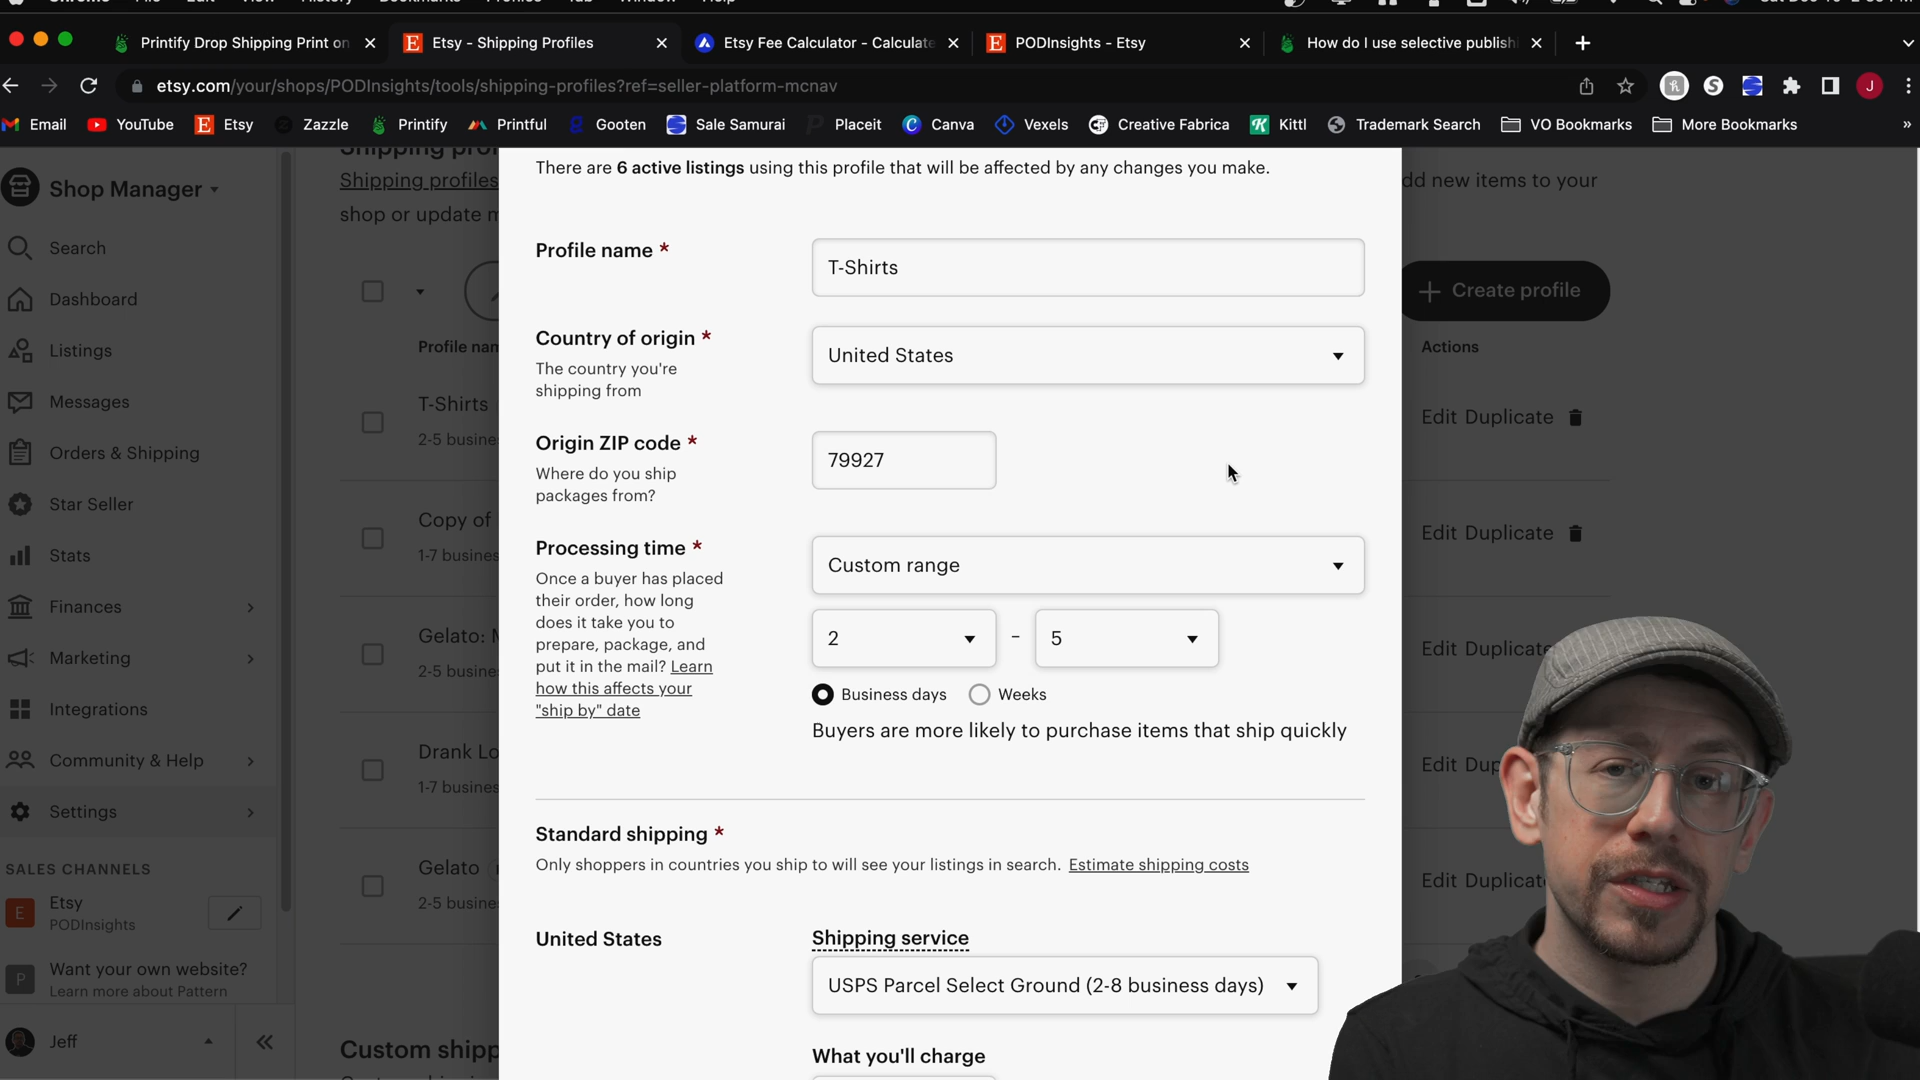 Printify Drop Shipping Print on
Etsy - Shipping Profiles
Etsy Fee Calculator - Calculate
PODInsights - Etsy
How do I use selective publishi
etsy.com/your/shops/PODInsights/tools/shipping-profiles?ref=seller-platform-mcnav
J
Email
YouTube
Etsy
Zazzle
Printify
Printful
Gooten
Sale Samurai
Placeit
Canva
Vexels
Creative Fabrica
Kittl
Trademark Search
VO Bookmarks
More Bookmarks
»
Shop Manager
Search
Dashboard
Listings
Messages
Orders & Shipping
Star Seller
Stats
Finances
Marketing
Integrations
Community & Help
Settings
SALES CHANNELS
E
Etsy
PODInsights
P
Want your own website?
Learn more about Pattern
Jeff
Shipping pro
Shipping profiles
dd new items to your
shop or update m
+ Create profile
Profile nam
Actions
T-Shirts
2-5 busine
Edit Duplicate
Copy of
1-7 busines
Edit Duplicate
Gelato: M
2-5 busine
Edit Duplicate
Drank Lo
1-7 busines
Edit Dup
Gelato
2-5 busine
Edit Duplicat
Custom shipp
There are 6 active listings using this profile that will be affected by any changes you make.
Profile name *
T-Shirts
Country of origin *
The country you're
shipping from
United States
Origin ZIP code *
Where do you ship
packages from?
79927
Processing time *
Once a buyer has placed
their order, how long
does it take you to
prepare, package, and
put it in the mail? Learn
how this affects your
"ship by" date
Custom range
2 - 5
Business days
Weeks
Buyers are more likely to purchase items that ship quickly
Standard shipping *
Only shoppers in countries you ship to will see your listings in search. Estimate shipping costs
United States
Shipping service
USPS Parcel Select Ground (2-8 business days)
What you'll charge